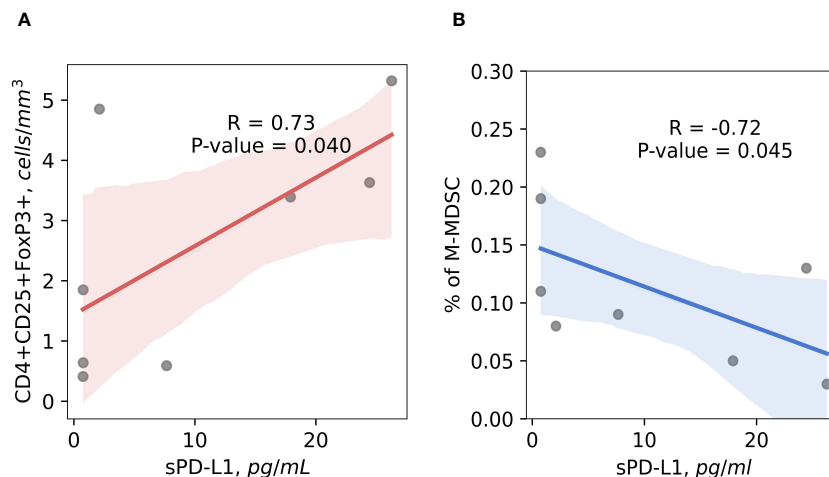 A
CD4+CD25+FoxP3+, cells/mm³
5
4
3
2
1
0
R = 0.73
P-value = 0.040
0 10 20
sPD-L1, pg/mL
B
% of M-MDSC
0.30
0.25
0.20
0.15
0.10
0.05
0.00
R = -0.72
P-value = 0.045
0 10 20
sPD-L1, pg/ml